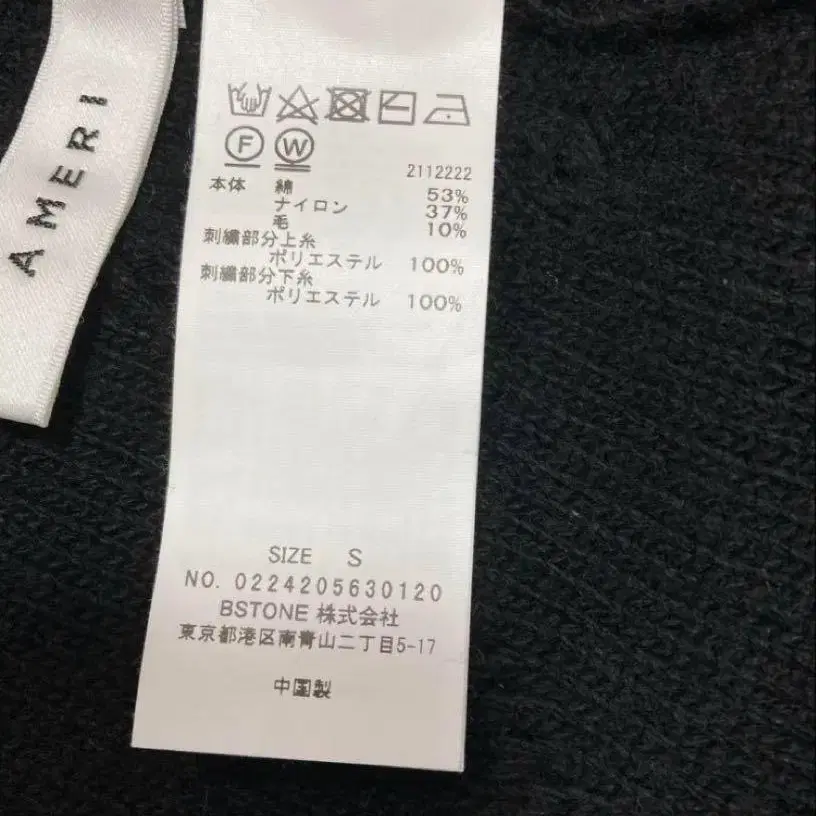 AMERI
F W
2112222
本体 綿 53%
ナイロン 37%
毛 10%
刺繍部分上糸
ポリエステル 100%
刺繍部分下糸
ポリエステル 100%
SIZE S
NO. 0224205630120
BSTONE 株式会社
東京都港区南青山二丁目5-17
中国製